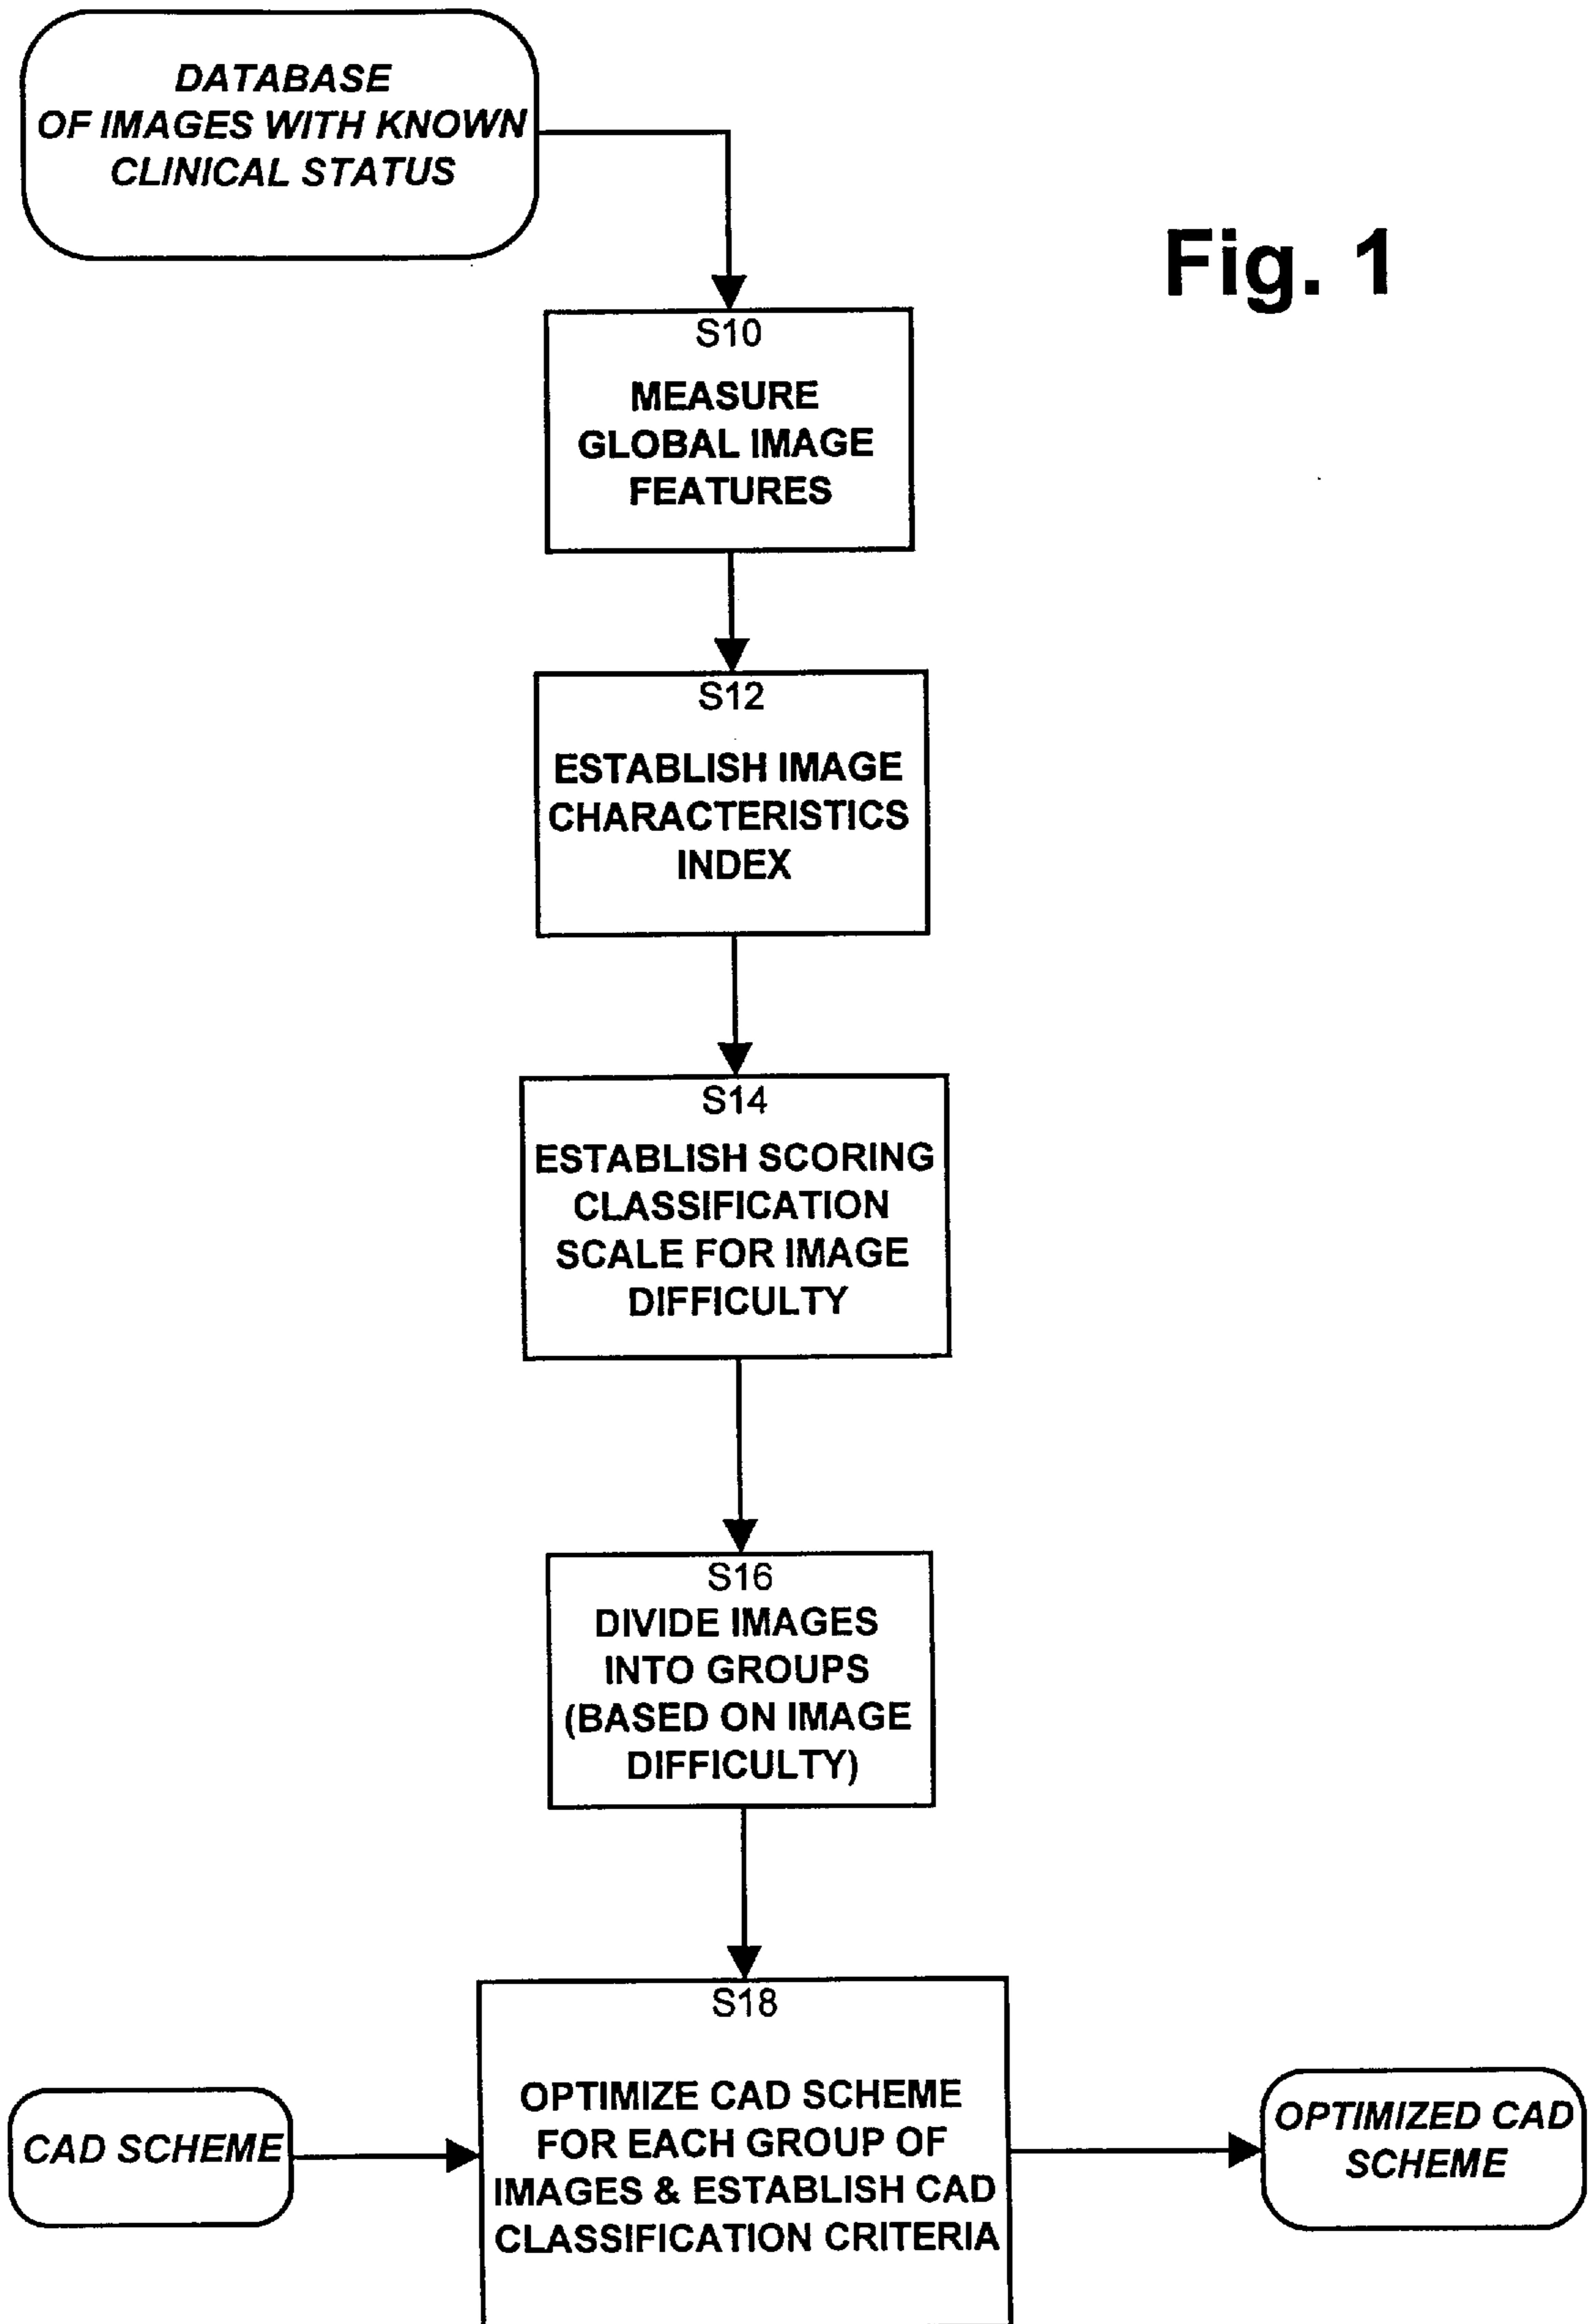 DATABASE
OF IMAGES WITH KNOWN
CLINICAL STATUS
Fig. 1
S10
MEASURE
GLOBAL IMAGE
FEATURES
S12
ESTABLISH IMAGE
CHARACTERISTICS
INDEX
S14
ESTABLISH SCORING
CLASSIFICATION
SCALE FOR IMAGE
DIFFICULTY
S16
DIVIDE IMAGES
INTO GROUPS
(BASED ON IMAGE
DIFFICULTY)
S18
OPTIMIZE CAD SCHEME
FOR EACH GROUP OF
IMAGES & ESTABLISH CAD
CLASSIFICATION CRITERIA
CAD SCHEME
OPTIMIZED CAD
SCHEME